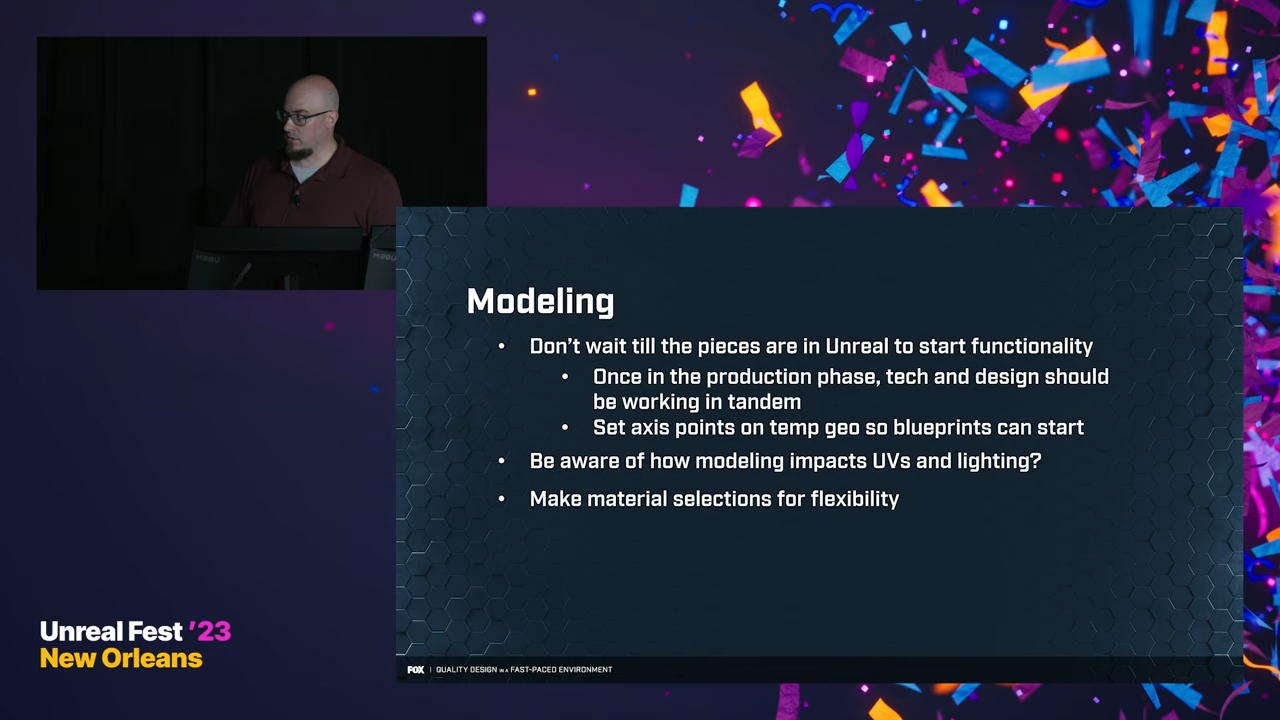 Modeling
• Don't wait till the pieces are in Unreal to start functionality
• Once in the production phase, tech and design should
be working in tandem
• Set axis points on temp geo so blueprints can start
• Be aware of how modeling impacts UVs and lighting?
• Make material selections for flexibility
Unreal Fest '23
New Orleans
FOX | QUALITY DESIGN IN A FAST-PACED ENVIRONMENT